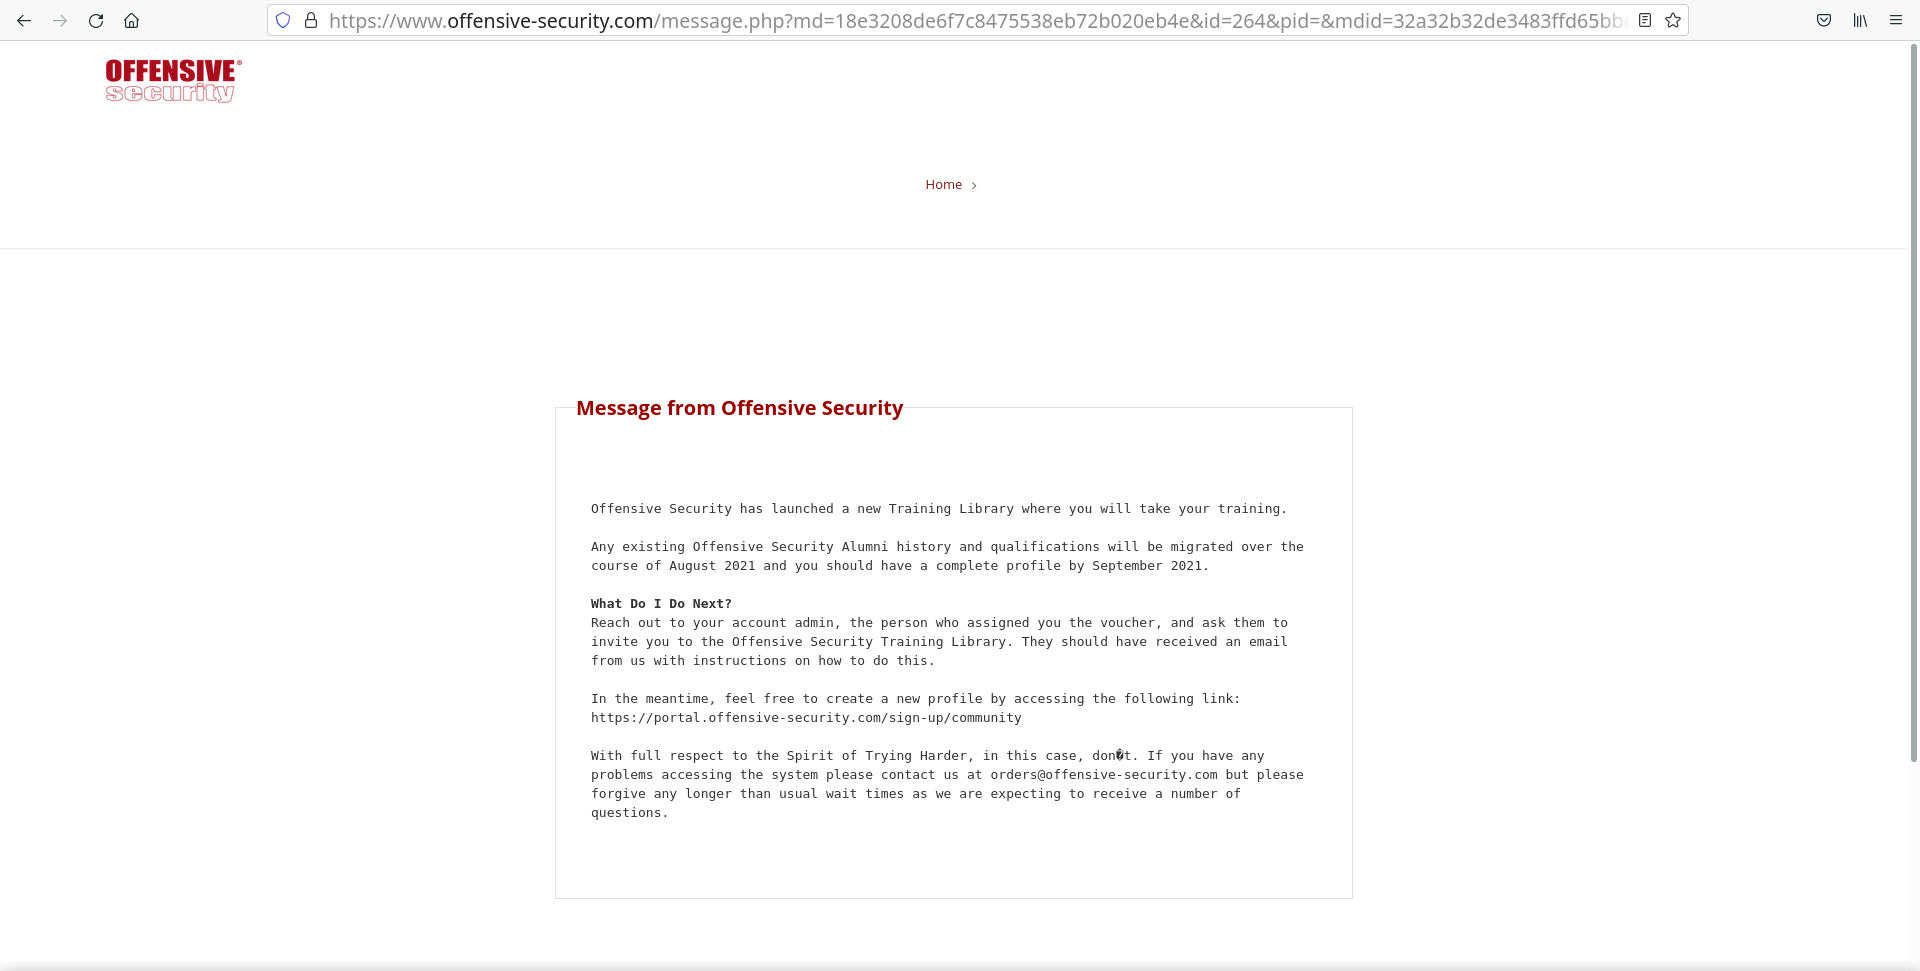 https://www.offensive-security.com/message.php?md=18e3208de6f7c8475538eb72b020eb4e&id=264&pid=&mdid=32a32b32de3483ffd65bb
OFFENSIVE®
security
Home >
Message from Offensive Security
Offensive Security has launched a new Training Library where you will take your training.
Any existing Offensive Security Alumni history and qualifications will be migrated over the
course of August 2021 and you should have a complete profile by September 2021.
What Do I Do Next?
Reach out to your account admin, the person who assigned you the voucher, and ask them to
invite you to the Offensive Security Training Library. They should have received an email
from us with instructions on how to do this.
In the meantime, feel free to create a new profile by accessing the following link:
https://portal.offensive-security.com/sign-up/community
With full respect to the Spirit of Trying Harder, in this case, don�t. If you have any
problems accessing the system please contact us at orders@offensive-security.com but please
forgive any longer than usual wait times as we are expecting to receive a number of
questions.